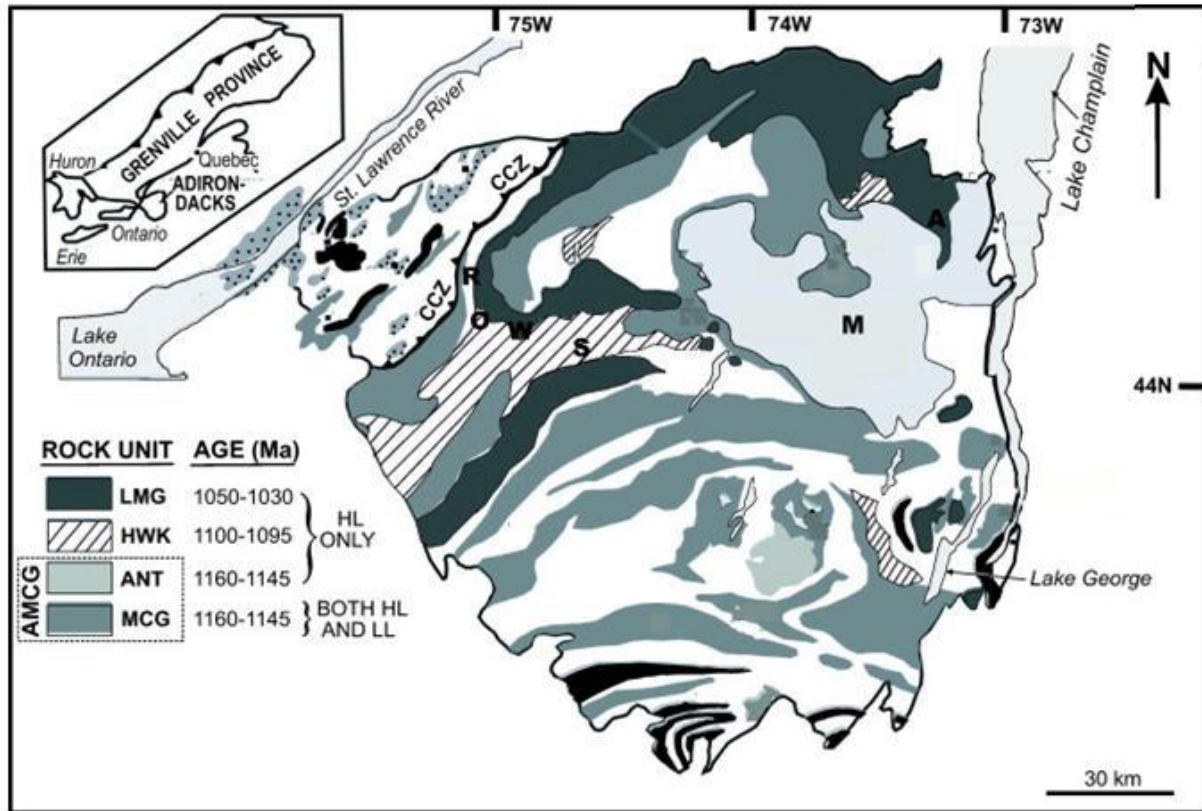 75W
74W
73W
N
GRENVILLE PROVINCE
Huron
Quebec
ADIRON-
DACKS
Ontario
Erie
St. Lawrence River
CCZ
CCZ
Lake Champlain
A
R
O
W
S
M
Lake
Ontario
44N
ROCK UNIT AGE (Ma)
LMG 1050-1030
HWK 1100-1095
HL
ONLY
ANT 1160-1145
MCG 1160-1145
BOTH HL
AND LL
AMCG
Lake George
30 km